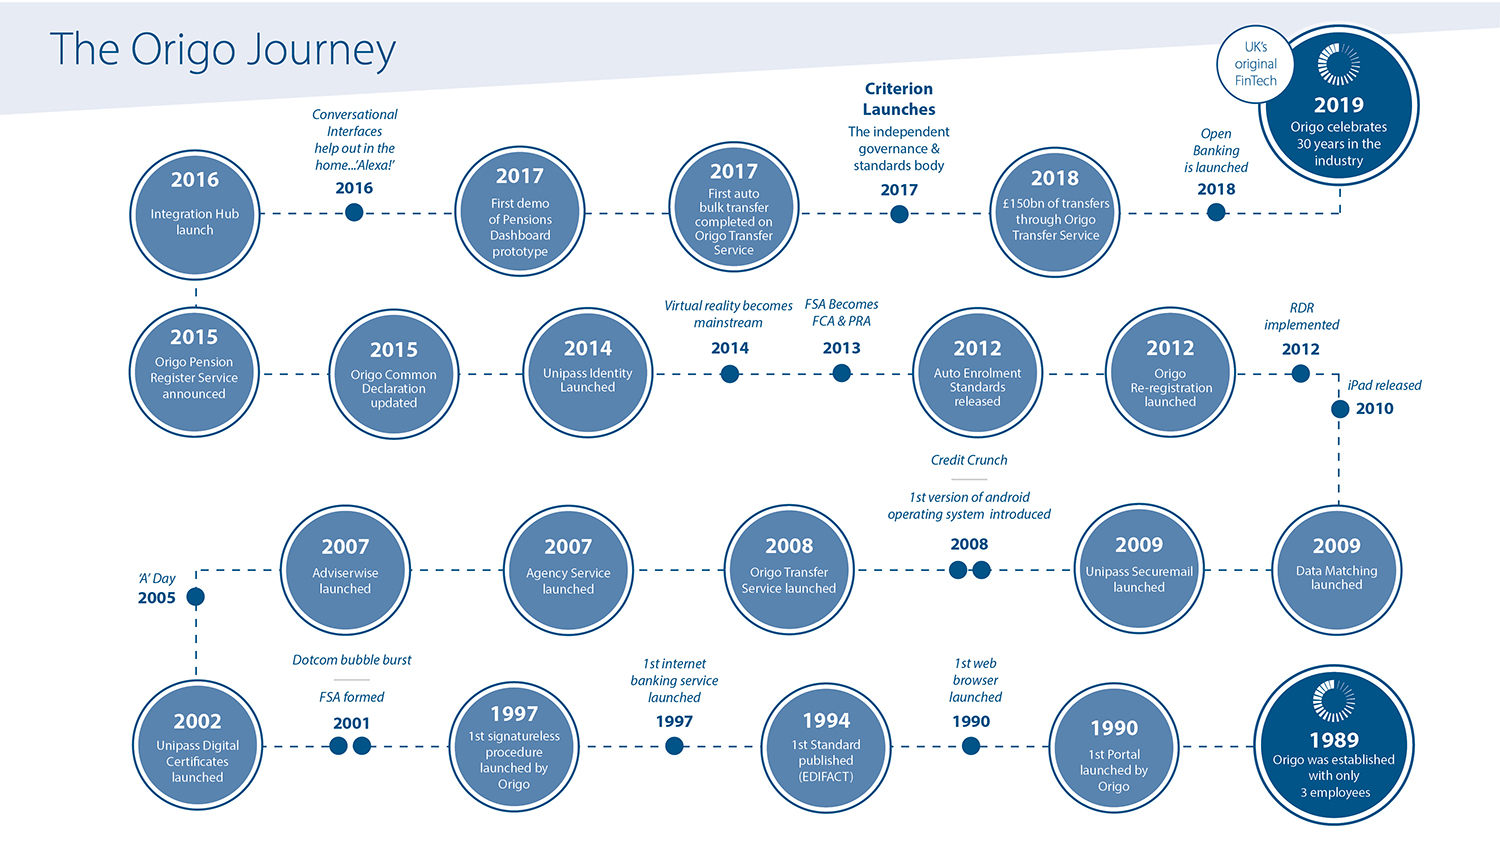 The Origo Journey
UK's
original
FinTech
2019
Origo celebrates
30 years in the
industry
Conversational
Interfaces
help out in the
home...'Alexa!'
2016
Criterion
Launches
The independent
governance &
standards body
2017
Open
Banking
is launched
2018
2016
Integration Hub
launch
2017
First demo
of Pensions
Dashboard
prototype
2017
First auto
bulk transfer
completed on
Origo Transfer
Service
2018
£150bn of transfers
through Origo
Transfer Service
2015
Origo Pension
Register Service
announced
2015
Origo Common
Declaration
updated
2014
Unipass Identity
Launched
Virtual reality becomes
mainstream
2014
FSA Becomes
FCA & PRA
2013
2012
Auto Enrolment
Standards
released
2012
Origo
Re-registration
launched
RDR
implemented
2012
iPad released
2010
'A' Day
2005
2007
Adviserwise
launched
2007
Agency Service
launched
2008
Origo Transfer
Service launched
Credit Crunch
1st version of android
operating system introduced
2008
2009
Unipass Securemail
launched
2009
Data Matching
launched
2002
Unipass Digital
Certificates
launched
Dotcom bubble burst
FSA formed
2001
1997
1st signatureless
procedure
launched by
Origo
1st internet
banking service
launched
1997
1994
1st Standard
published
(EDIFACT)
1st web
browser
launched
1990
1990
1st Portal
launched by
Origo
1989
Origo was established
with only
3 employees